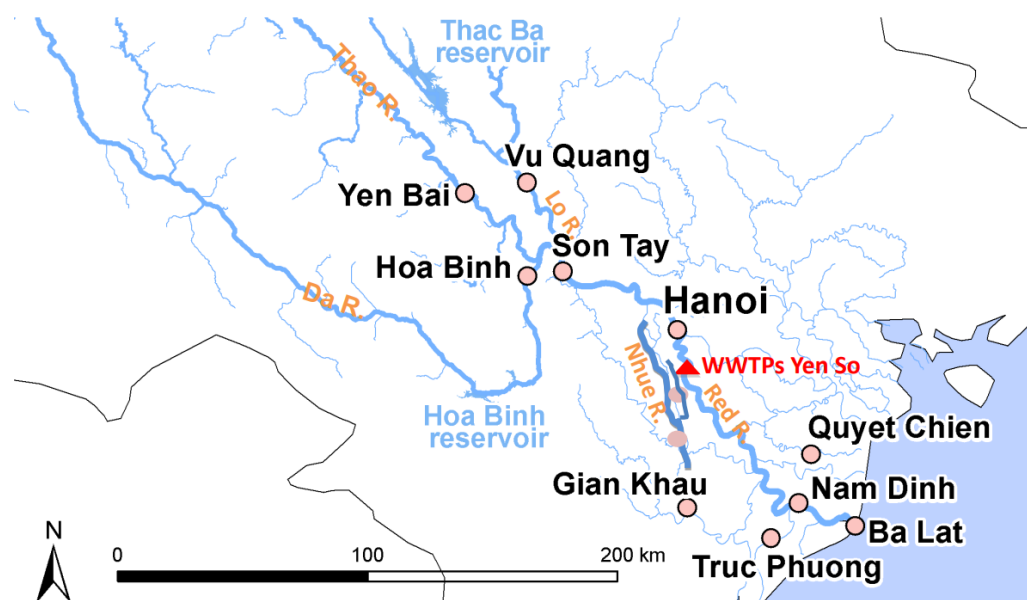 Thac Ba
reservoir
Thao R.
Vu Quang
Yen Bai
Lo R.
Son Tay
Hoa Binh
Da R.
Hanoi
WWTPs Yen So
Nhue R.
Red R.
Hoa Binh
reservoir
Quyet Chien
Gian Khau
Nam Dinh
Ba Lat
Truc Phuong
N
0 100 200 km